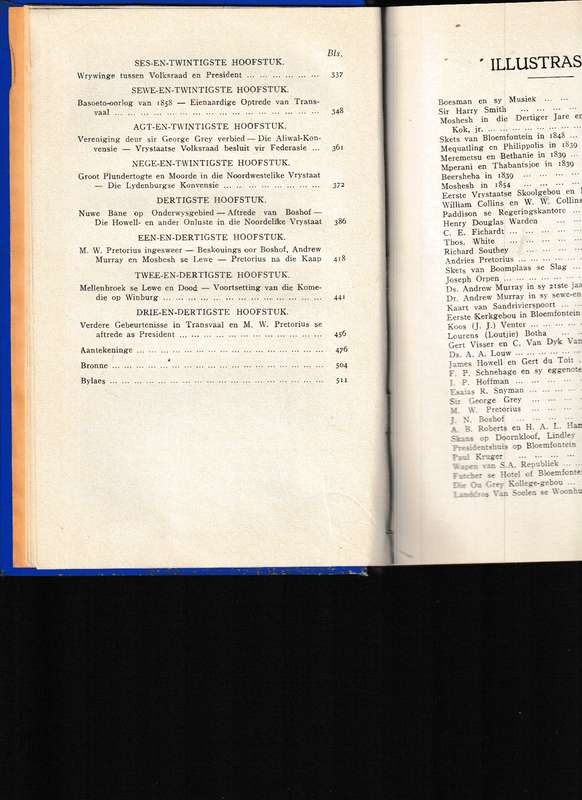 Blz.
SES-EN-TWINTIGSTE HOOFSTUK.
Wrywinge tussen Volksraad en President ... ... ... ... ... ... 337
SEWE-EN-TWINTIGSTE HOOFSTUK.
Basoeto-oorlog van 1858 — Eienaardige Optrede van Trans-
vaal ... ... ... ... ... ... ... ... ... ... ... ... ... 348
AGT-EN-TWINTIGSTE HOOFSTUK.
Vereniging deur sir George Grey verbied — Die Aliwal-Kon-
vensie — Vrystaatse Volksraad besluit vir Federasie ... 361
NEGE-EN-TWINTIGSTE HOOFSTUK.
Groot Plundertogte en Moorde in die Noordwestelike Vrystaat
— Die Lydenburgse Konvensie ... ... ... ... ... ... 372
DERTIGSTE HOOFSTUK.
Nuwe Bane op Onderwysgebied — Aftrede van Boshof —
Die Howell- en ander Onluste in die Noordelike Vrystaat 386
EEN-EN-DERTIGSTE HOOFSTUK.
M. W. Pretorius ingesweer — Beskouings oor Boshof, Andrew
Murray en Moshesh se Lewe — Pretorius na die Kaap 418
TWEE-EN-DERTIGSTE HOOFSTUK.
Mellenbroek se Lewe en Dood — Voortsetting van die Kome-
die op Winburg ... ... ... ... ... ... ... ... ... ... 441
DRIE-EN-DERTIGSTE HOOFSTUK.
Verdere Gebeurtenisse in Transvaal en M. W. Pretorius se
aftrede as President ... ... ... ... ... ... ... ... ... 456
Aantekeninge ... ... ... ... ... ... ... ... ... ... ... ... 476
Bronne ... ... ... ... ... ... ... ... ... ... ... ... ... 504
Bylaes ... ... ... ... ... ... ... ... ... ... ... ... ... 511
ILLUSTRAS
Boesman en sy Musiek ... ...
Sir Harry Smith ... ... ...
Moshesh in die Dertiger Jare en
Kok, jr. ... ... ... ... ...
Skets van Bloemfontein in 1848 ...
Mequatling en Philippolis in 1839
Meremetsu en Bethanie in 1839 ...
Mperani en Thabantsjoe in 1839
Beersheba in 1839 ... ... ...
Moshesh in 1854 ... ... ...
Eerste Vrystaatse Skoolgebou en
William Collins en W. W. Collins
Paddison se Regeringskantore ...
Henry Douglas Warden ... ...
C. E. Fichardt ... ... ... ...
Thos. White ... ... ... ...
Richard Southey ... ... ...
Andries Pretorius ... ... ...
Skets van Boomplaas se Slag ...
Joseph Orpen ... ... ... ...
Ds. Andrew Murray in sy 21ste jaa
Dr. Andrew Murray in sy sewe-en
Kaart van Sandrivierspoort ... ...
Eerste Kerkgebou in Bloemfontein
Koos (J. J.) Venter ... ... ...
Lourens (Loutjie) Botha ... ...
Gert Visser en C. Van Dyk Van
Ds. A. A. Louw ... ... ... ...
James Howell en Gert du Toit ...
F. P. Schnehage en sy eggenote
J. P. Hoffman ... ... ... ...
Esaias R. Snyman ... ... ...
Sir George Grey ... ... ...
M. W. Pretorius ... ... ...
J. N. Boshof ... ... ... ...
A. B. Roberts en H. A. L. Ham
Skans op Doornkloof, Lindley
Presidentshuis op Bloemfontein
Paul Kruger ... ... ... ...
Wapen van S.A. Republiek ... ...
Futcher se Hotel of Bloemfonte
Die Ou Grey Kollege-gebou ...
Landdros Van Soelen se Woonhu